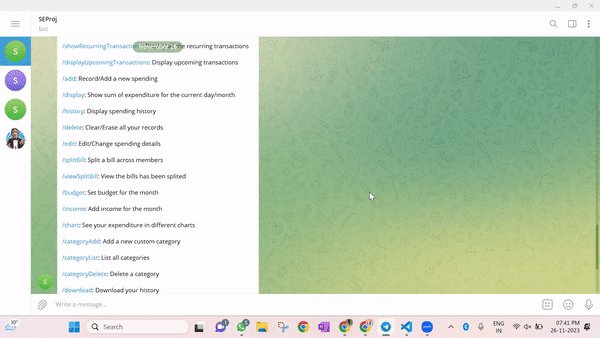 SEProj
bot
November 26
/showRecurringTransactio ne recurring transactions
/displayUpcomingTransactions: Display upcoming transactions
/add: Record/Add a new spending
/display: Show sum of expenditure for the current day/month
/history: Display spending history
/delete: Clear/Erase all your records
/edit: Edit/Change spending details
/splitBill: Split a bill across members
/viewSplitBill: View the bills has been splited
/budget: Set budget for the month
/income: Add income for the month
/chart: See your expenditure in different charts
/categoryAdd: Add a new custom category
/categoryList: List all categories
/categoryDelete: Delete a category
/download: Download your history
S
S
S
S
Write a message...
10°
Search
ENG
IN
07:41 PM
26-11-2023